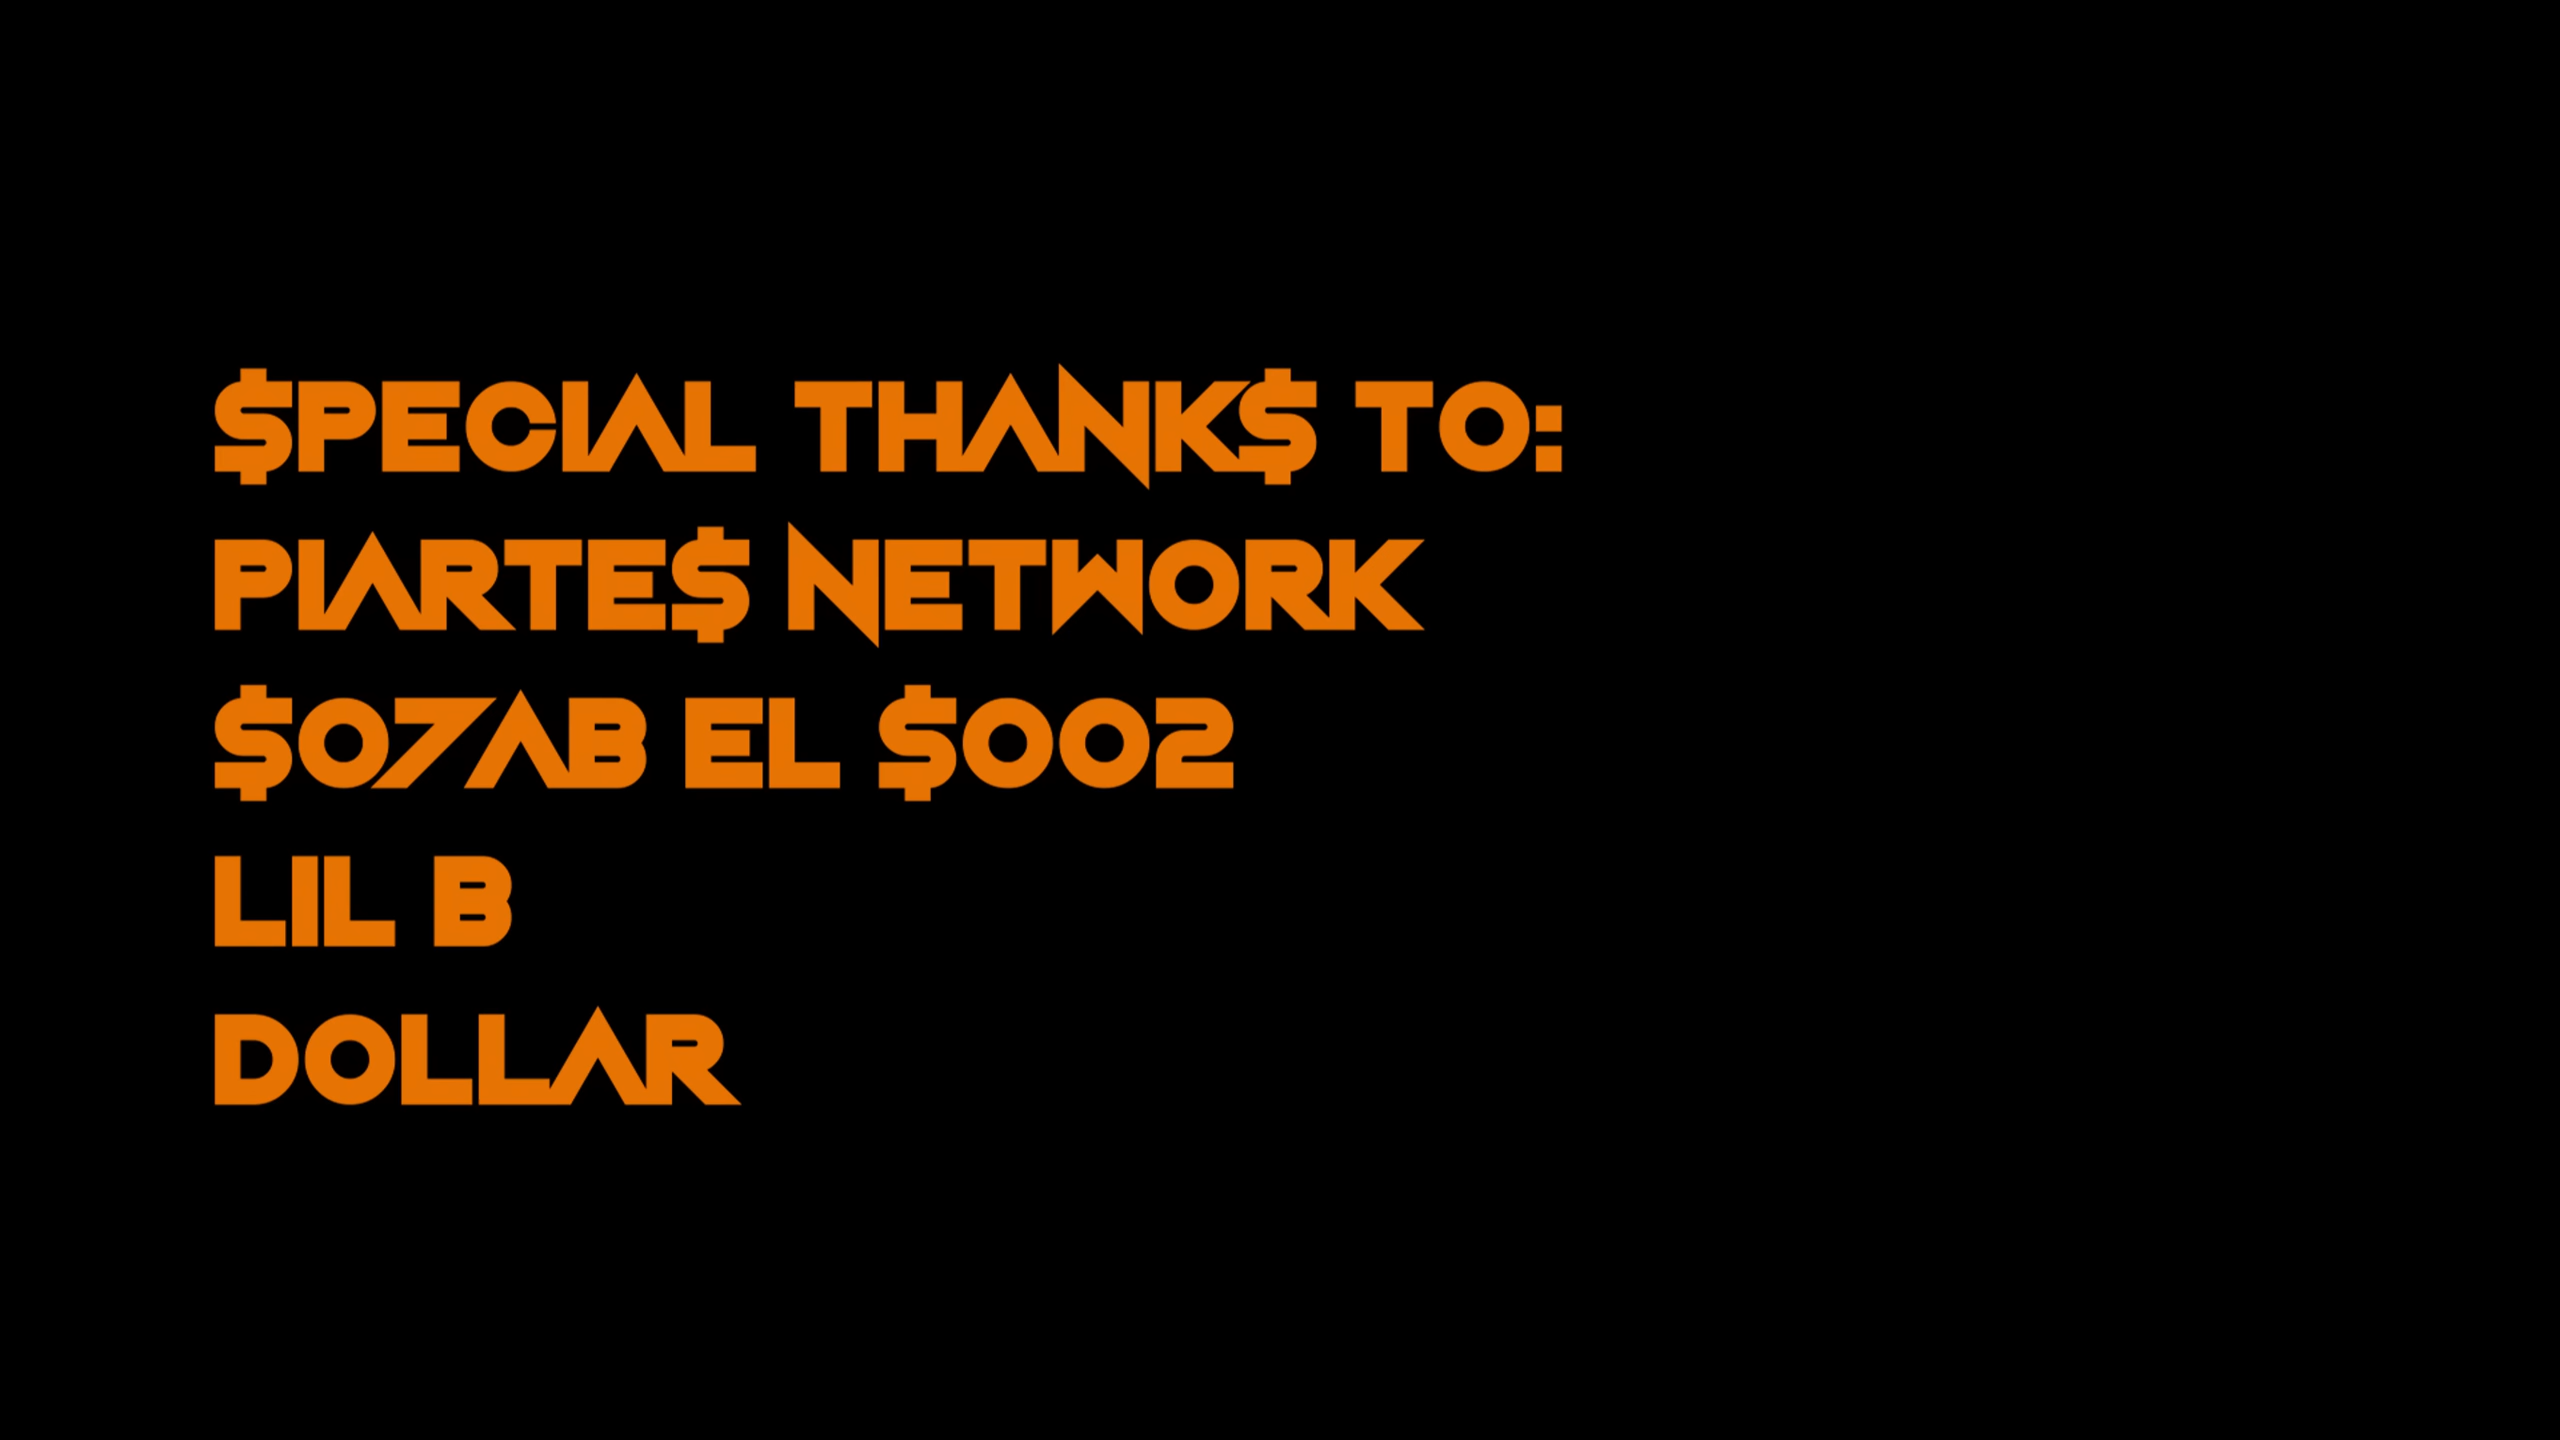 $PECIAL THANK$ TO:
PIARTE$ NETWORK
$07AB EL $002
LIL B
DOLLAR